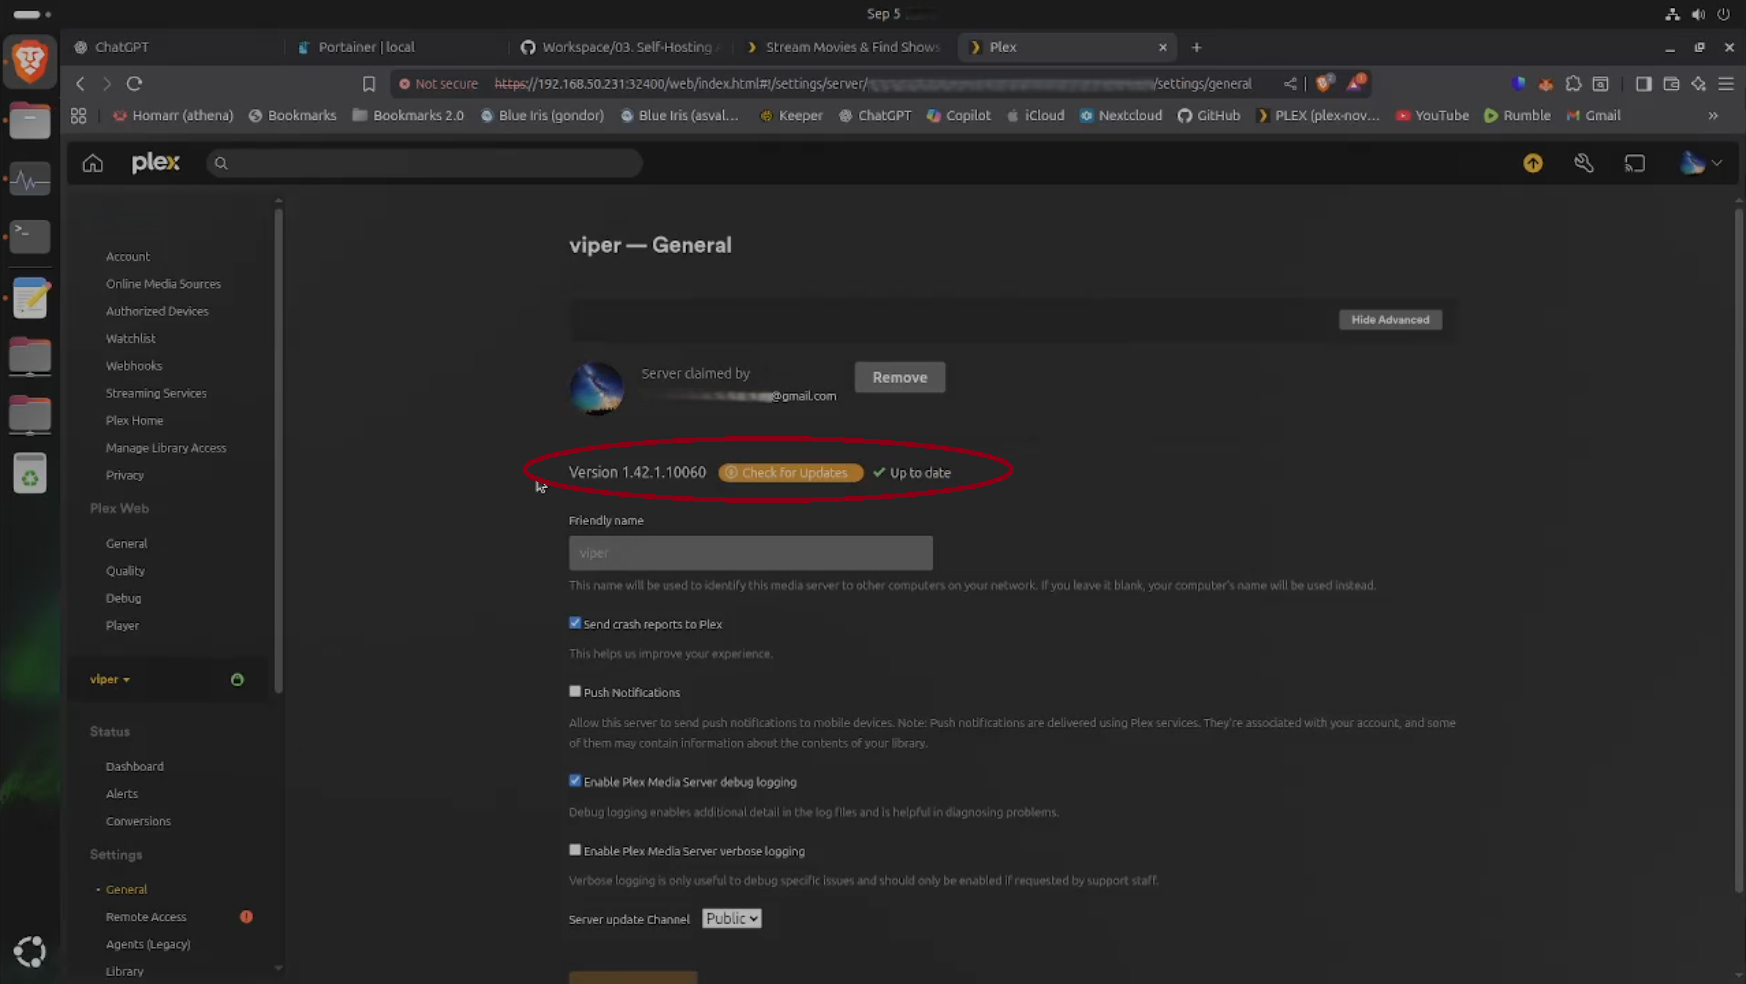 Sep 5
ChatGPT
Portainer | local
Workspace/03. Self-Hosting
Stream Movies & Find Shows
Plex
Not secure https://192.168.50.231:32400/web/index.html#!/settings/server/ /settings/general
Homarr (athena)
Bookmarks
Bookmarks 2.0
Blue Iris (gondor)
Blue Iris (asval...
Keeper
ChatGPT
Copilot
iCloud
Nextcloud
GitHub
PLEX (plex-nov...
YouTube
Rumble
Gmail
»
plex
Account
Online Media Sources
Authorized Devices
Watchlist
Webhooks
Streaming Services
Plex Home
Manage Library Access
Privacy
Plex Web
General
Quality
Debug
Player
viper
Status
Dashboard
Alerts
Conversions
Settings
General
Remote Access !
Agents (Legacy)
Library
viper — General
Hide Advanced
Server claimed by
@gmail.com
Remove
Version 1.42.1.10060 Check for Updates Up to date
Friendly name
viper
This name will be used to identify this media server to other computers on your network. If you leave it blank, your computer's name will be used instead.
Send crash reports to Plex
This helps us improve your experience.
Push Notifications
Allow this server to send push notifications to mobile devices. Note: Push notifications are delivered using Plex services. They're associated with your account, and some
of them may contain information about the contents of your library.
Enable Plex Media Server debug logging
Debug logging enables additional detail in the log files and is helpful in diagnosing problems.
Enable Plex Media Server verbose logging
Verbose logging is only useful to debug specific issues and should only be enabled if requested by support staff.
Server update Channel Public